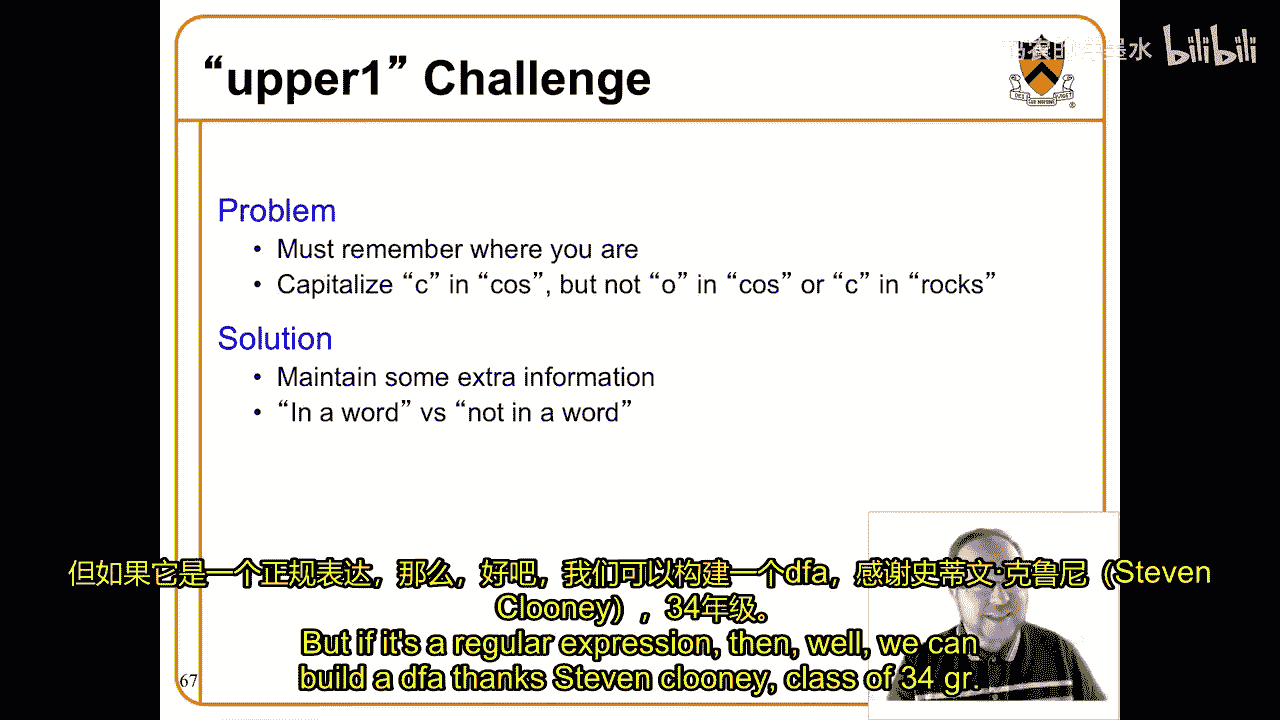 “upper1” Challenge
bilibili
Problem
• Must remember where you are
• Capitalize “c” in “cos”, but not “o” in “cos” or “c” in “rocks”
Solution
• Maintain some extra information
• “In a word” vs “not in a word”
但如果它是一个正规表达，那么，好吧，我们可以构建一个dfa，感谢史蒂文·克鲁尼（Steven
Clooney），34年级。
But if it's a regular expression, then, well, we can
build a dfa thanks Steven clooney, class of 34 gr.
67